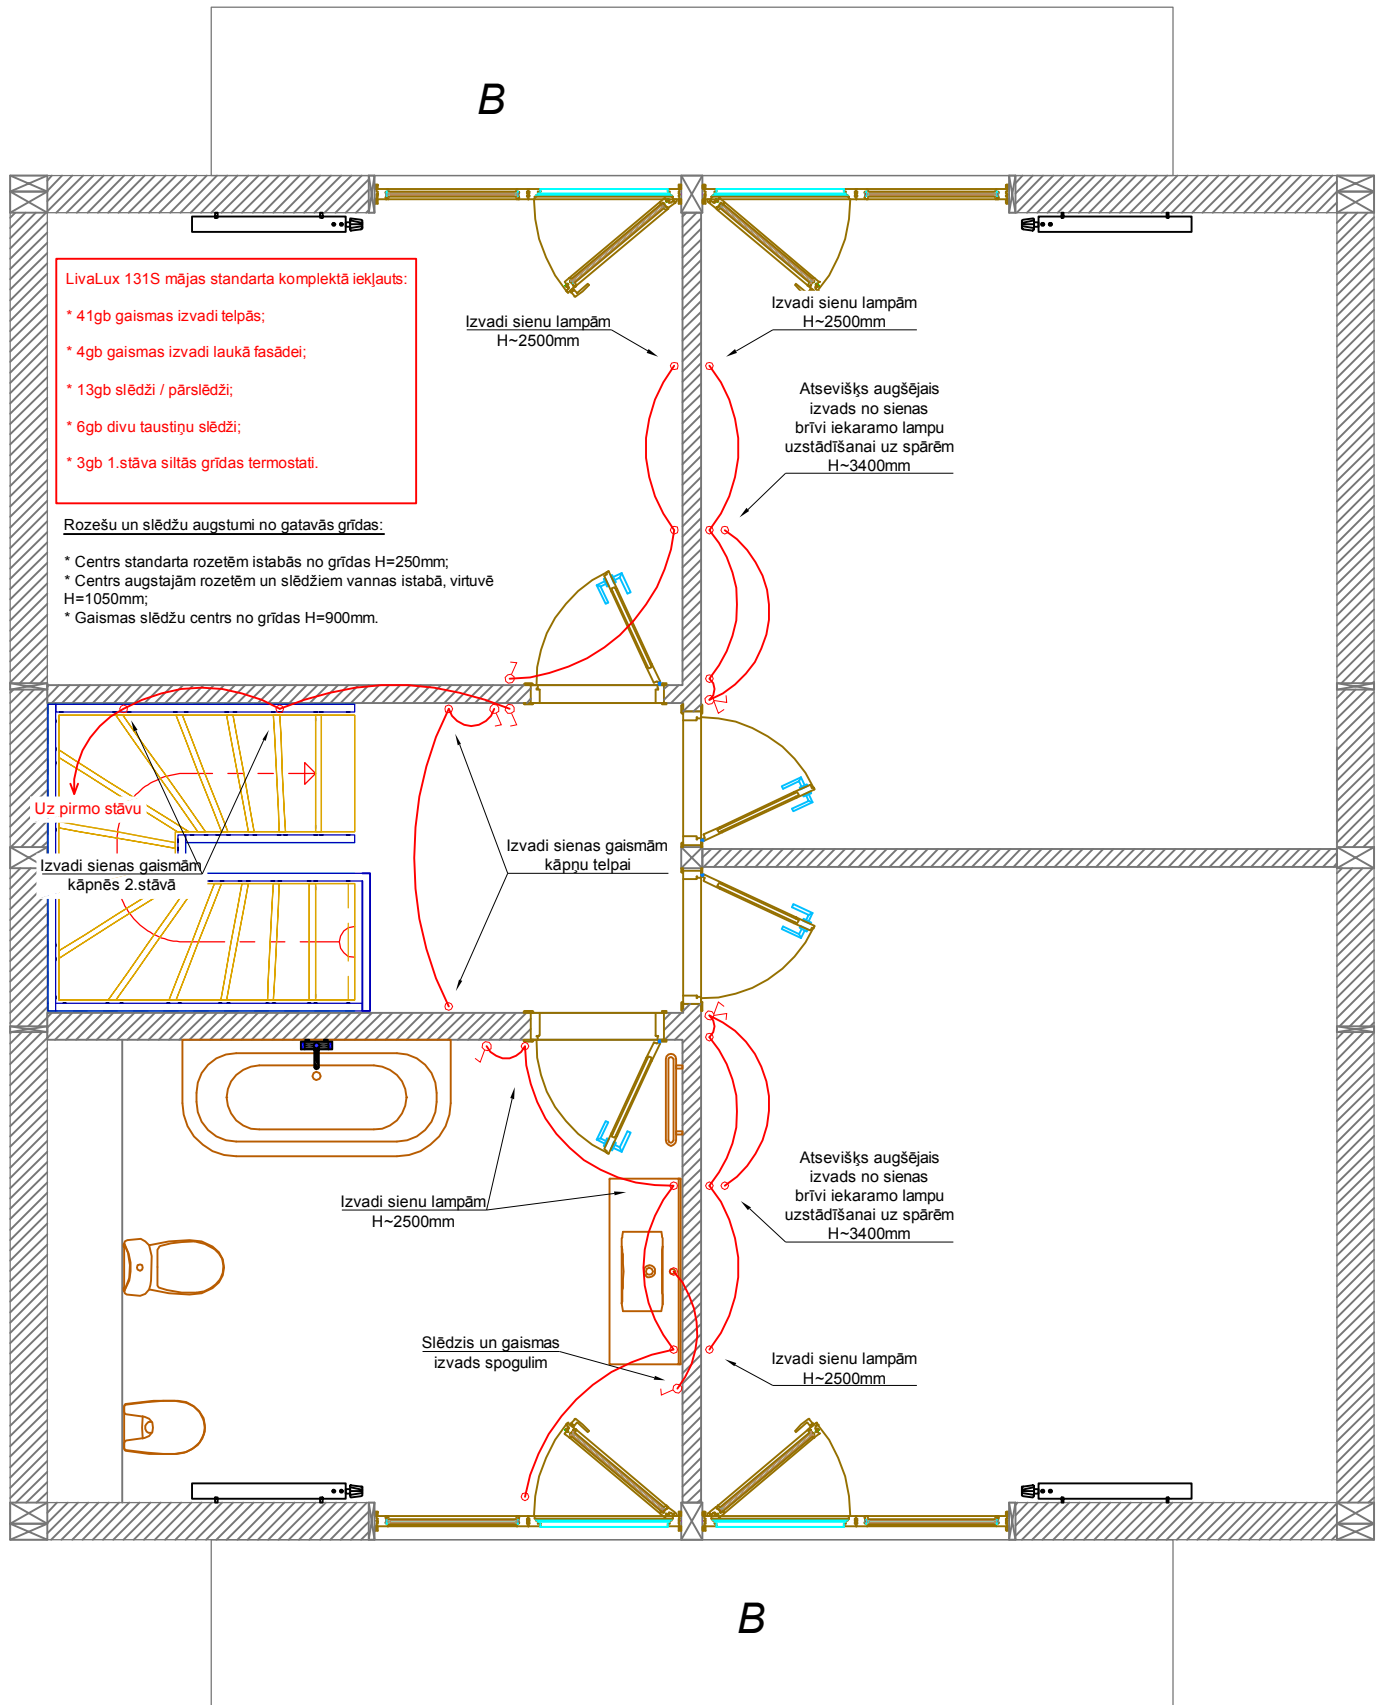 B
LivaLux 131S mājas standarta komplektā iekļauts:
* 41gb gaismas izvadi telpās;
* 4gb gaismas izvadi laukā fasādei;
* 13gb slēdži / pārslēdži;
* 6gb divu taustiņu slēdži;
* 3gb 1.stāva siltās grīdas termostati.
Izvadi sienu lampām
H~2500mm
Izvadi sienu lampām
H~2500mm
Atsevišķs augšējais
izvads no sienas
brīvi iekaramo lampu
uzstādīšanai uz spārēm
H~3400mm
Rozešu un slēdžu augstumi no gatavās grīdas:
* Centrs standarta rozetēm istabās no grīdas H=250mm;
* Centrs augstajām rozetēm un slēdžiem vannas istabā, virtuvē
H=1050mm;
* Gaismas slēdžu centrs no grīdas H=900mm.
Uz pirmo stāvu
Izvadi sienas gaismām
kāpnēs 2.stāvā
Izvadi sienas gaismām
kāpņu telpai
Izvadi sienu lampām
H~2500mm
Atsevišķs augšējais
izvads no sienas
brīvi iekaramo lampu
uzstādīšanai uz spārēm
H~3400mm
Slēdzis un gaismas
izvads spogulim
Izvadi sienu lampām
H~2500mm
B